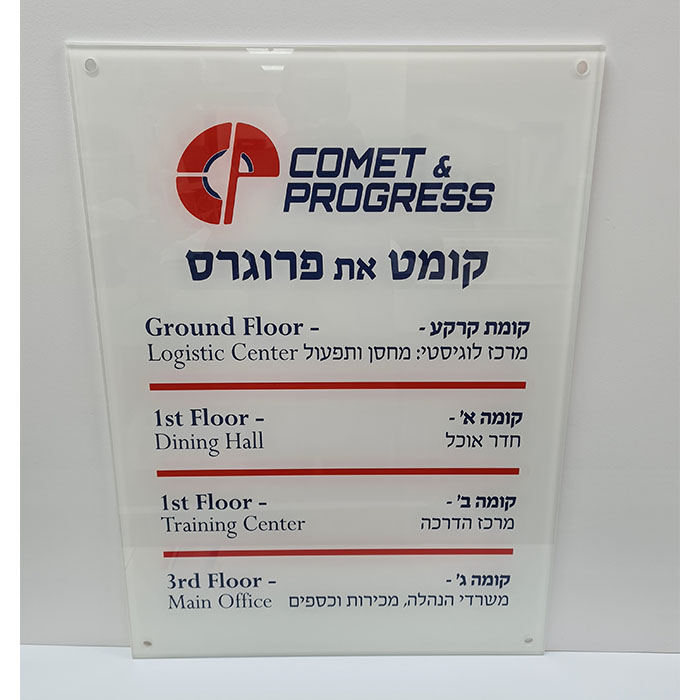 COMET &
PROGRESS
קומט את פרוגרס
Ground Floor - קומת קרקע -
Logistic Center מרכז לוגיסטי: מחסן ותפעול
1st Floor - קומה א' -
Dining Hall חדר אוכל
1st Floor - קומה ב' -
Training Center מרכז הדרכה
3rd Floor - קומה ג' -
Main Office משרדי הנהלה, מכירות וכספים